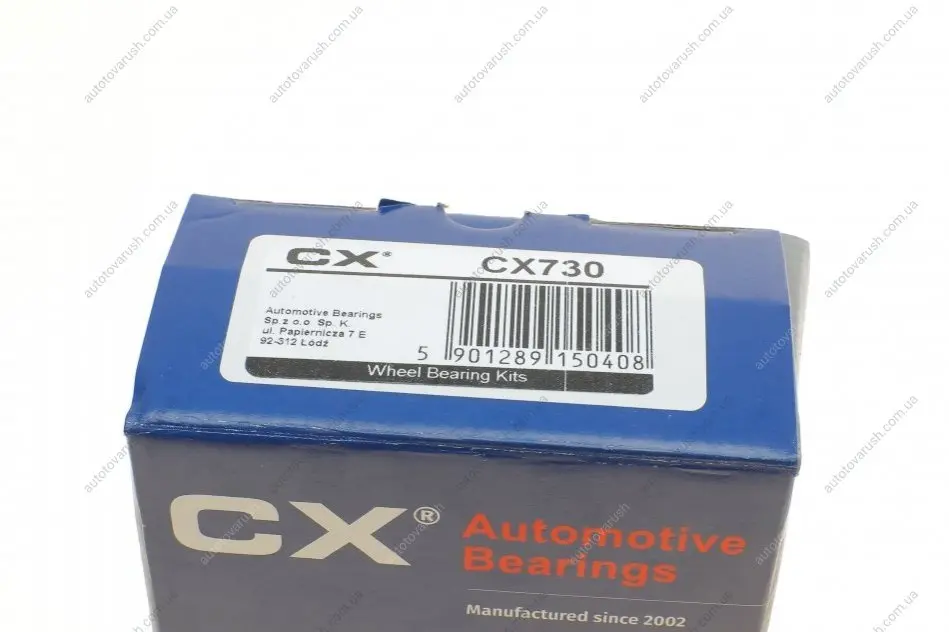 CX® CX730
Automotive Bearings
Sp.z o.o. Sp. K.
ul. Papiernicza 7 E
92-312 Łódź
5 901289 150408
Wheel Bearing Kits
CX® Automotive
Bearings
Manufactured since 2002
autotovarush.com.ua